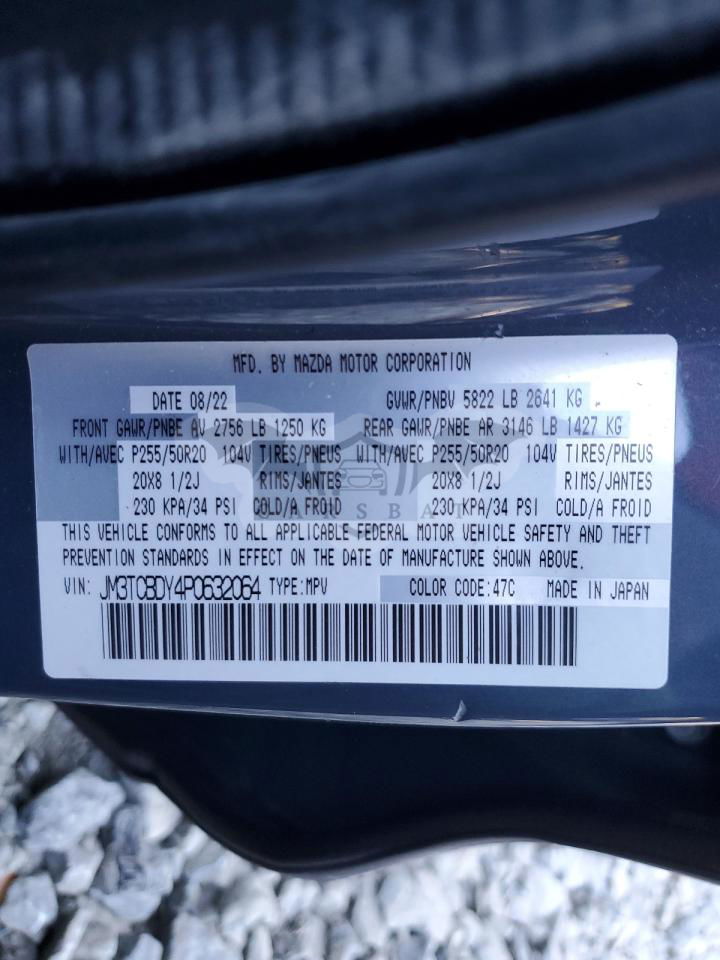 MFD. BY MAZDA MOTOR CORPORATION
DATE 08/22 GVWR/PNBV 5822 LB 2641 KG
FRONT GAWR/PNBE AV 2756 LB 1250 KG REAR GAWR/PNBE AR 3146 LB 1427 KG
WITH/AVEC P255/50R20 104V TIRES/PNEUS WITH/AVEC P255/50R20 104V TIRES/PNEUS
20X8 1/2J RIMS/JANTES 20X8 1/2J RIMS/JANTES
230 KPA/34 PSI COLD/A FROID 230 KPA/34 PSI COLD/A FROID
THIS VEHICLE CONFORMS TO ALL APPLICABLE FEDERAL MOTOR VEHICLE SAFETY AND THEFT
PREVENTION STANDARDS IN EFFECT ON THE DATE OF MANUFACTURE SHOWN ABOVE.
VIN: JM3TCBDY4P0632064 TYPE:MPV COLOR CODE:47C MADE IN JAPAN